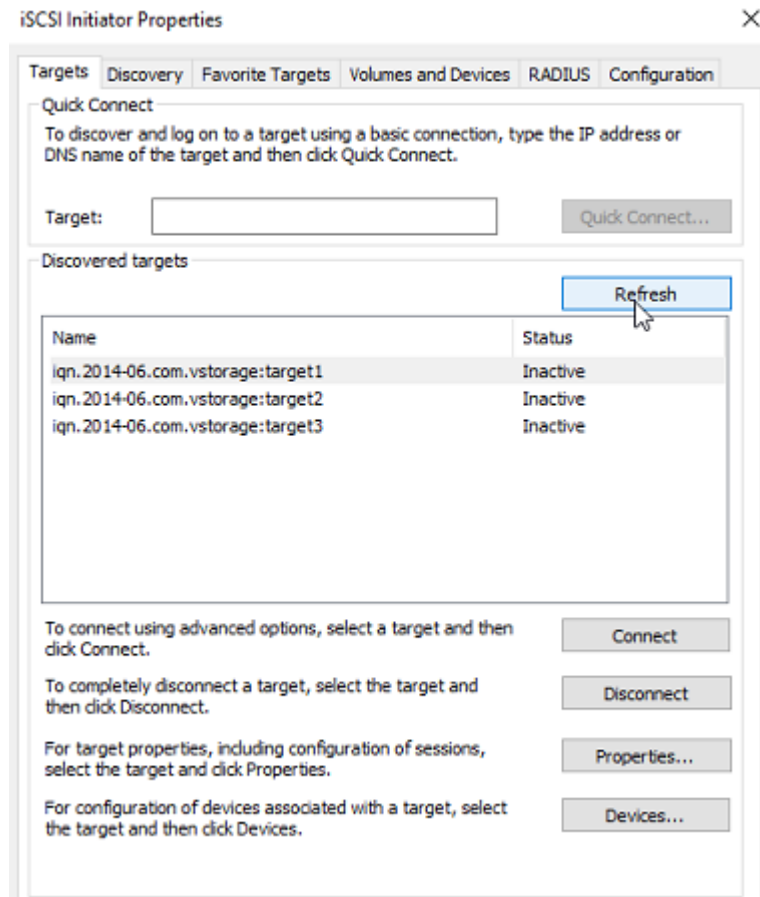 iSCSI Initiator Properties
Targets Discovery Favorite Targets Volumes and Devices RADIUS Configuration
Quick Connect
To discover and log on to a target using a basic connection, type the IP address or
DNS name of the target and then click Quick Connect.
Target: Quick Connect...
Discovered targets
Refresh
Name Status
iqn.2014-06.com.vstorage:target1 Inactive
iqn.2014-06.com.vstorage:target2 Inactive
iqn.2014-06.com.vstorage:target3 Inactive
To connect using advanced options, select a target and then
click Connect.
Connect
To completely disconnect a target, select the target and
then click Disconnect.
Disconnect
For target properties, including configuration of sessions,
select the target and click Properties.
Properties...
For configuration of devices associated with a target, select
the target and then click Devices.
Devices...